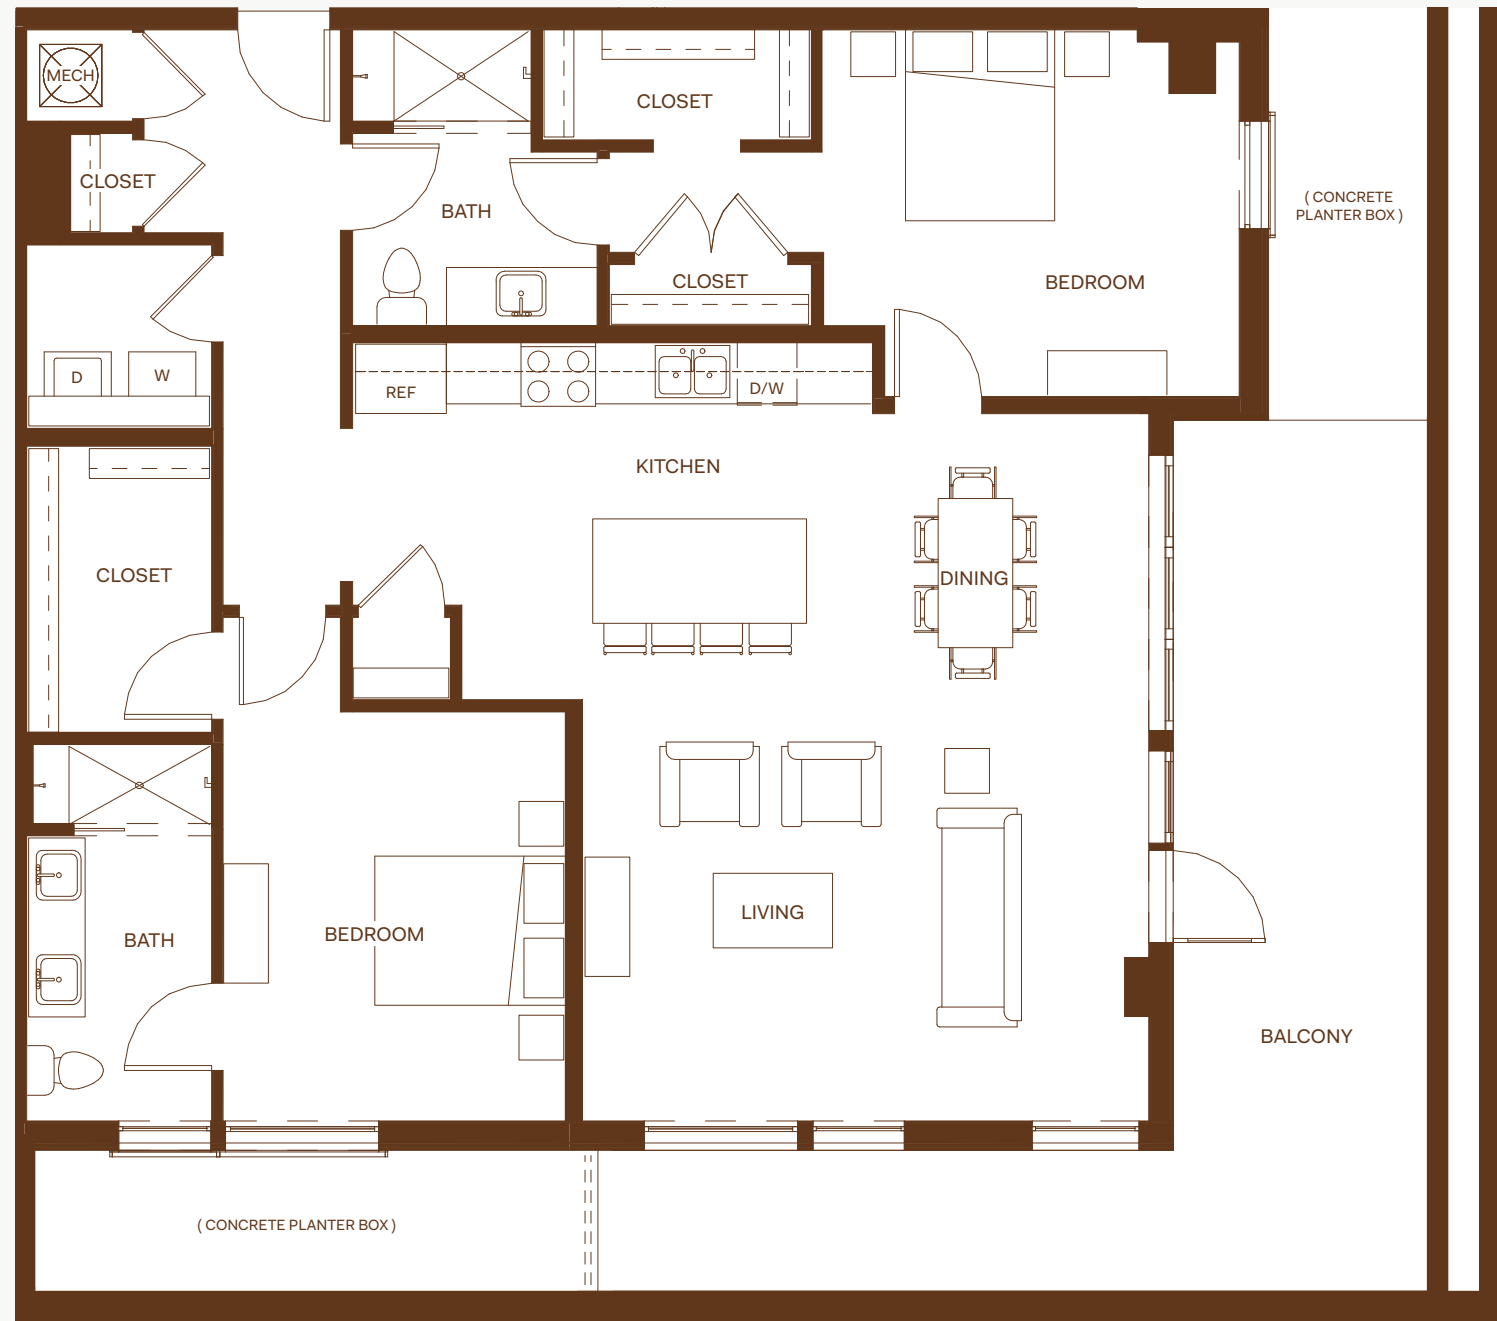 MECH
CLOSET
CLOSET
( CONCRETE
PLANTER BOX )
BATH
CLOSET
BEDROOM
D
W
REF
D/W
KITCHEN
CLOSET
DINING
LIVING
BATH
BEDROOM
BALCONY
( CONCRETE PLANTER BOX )